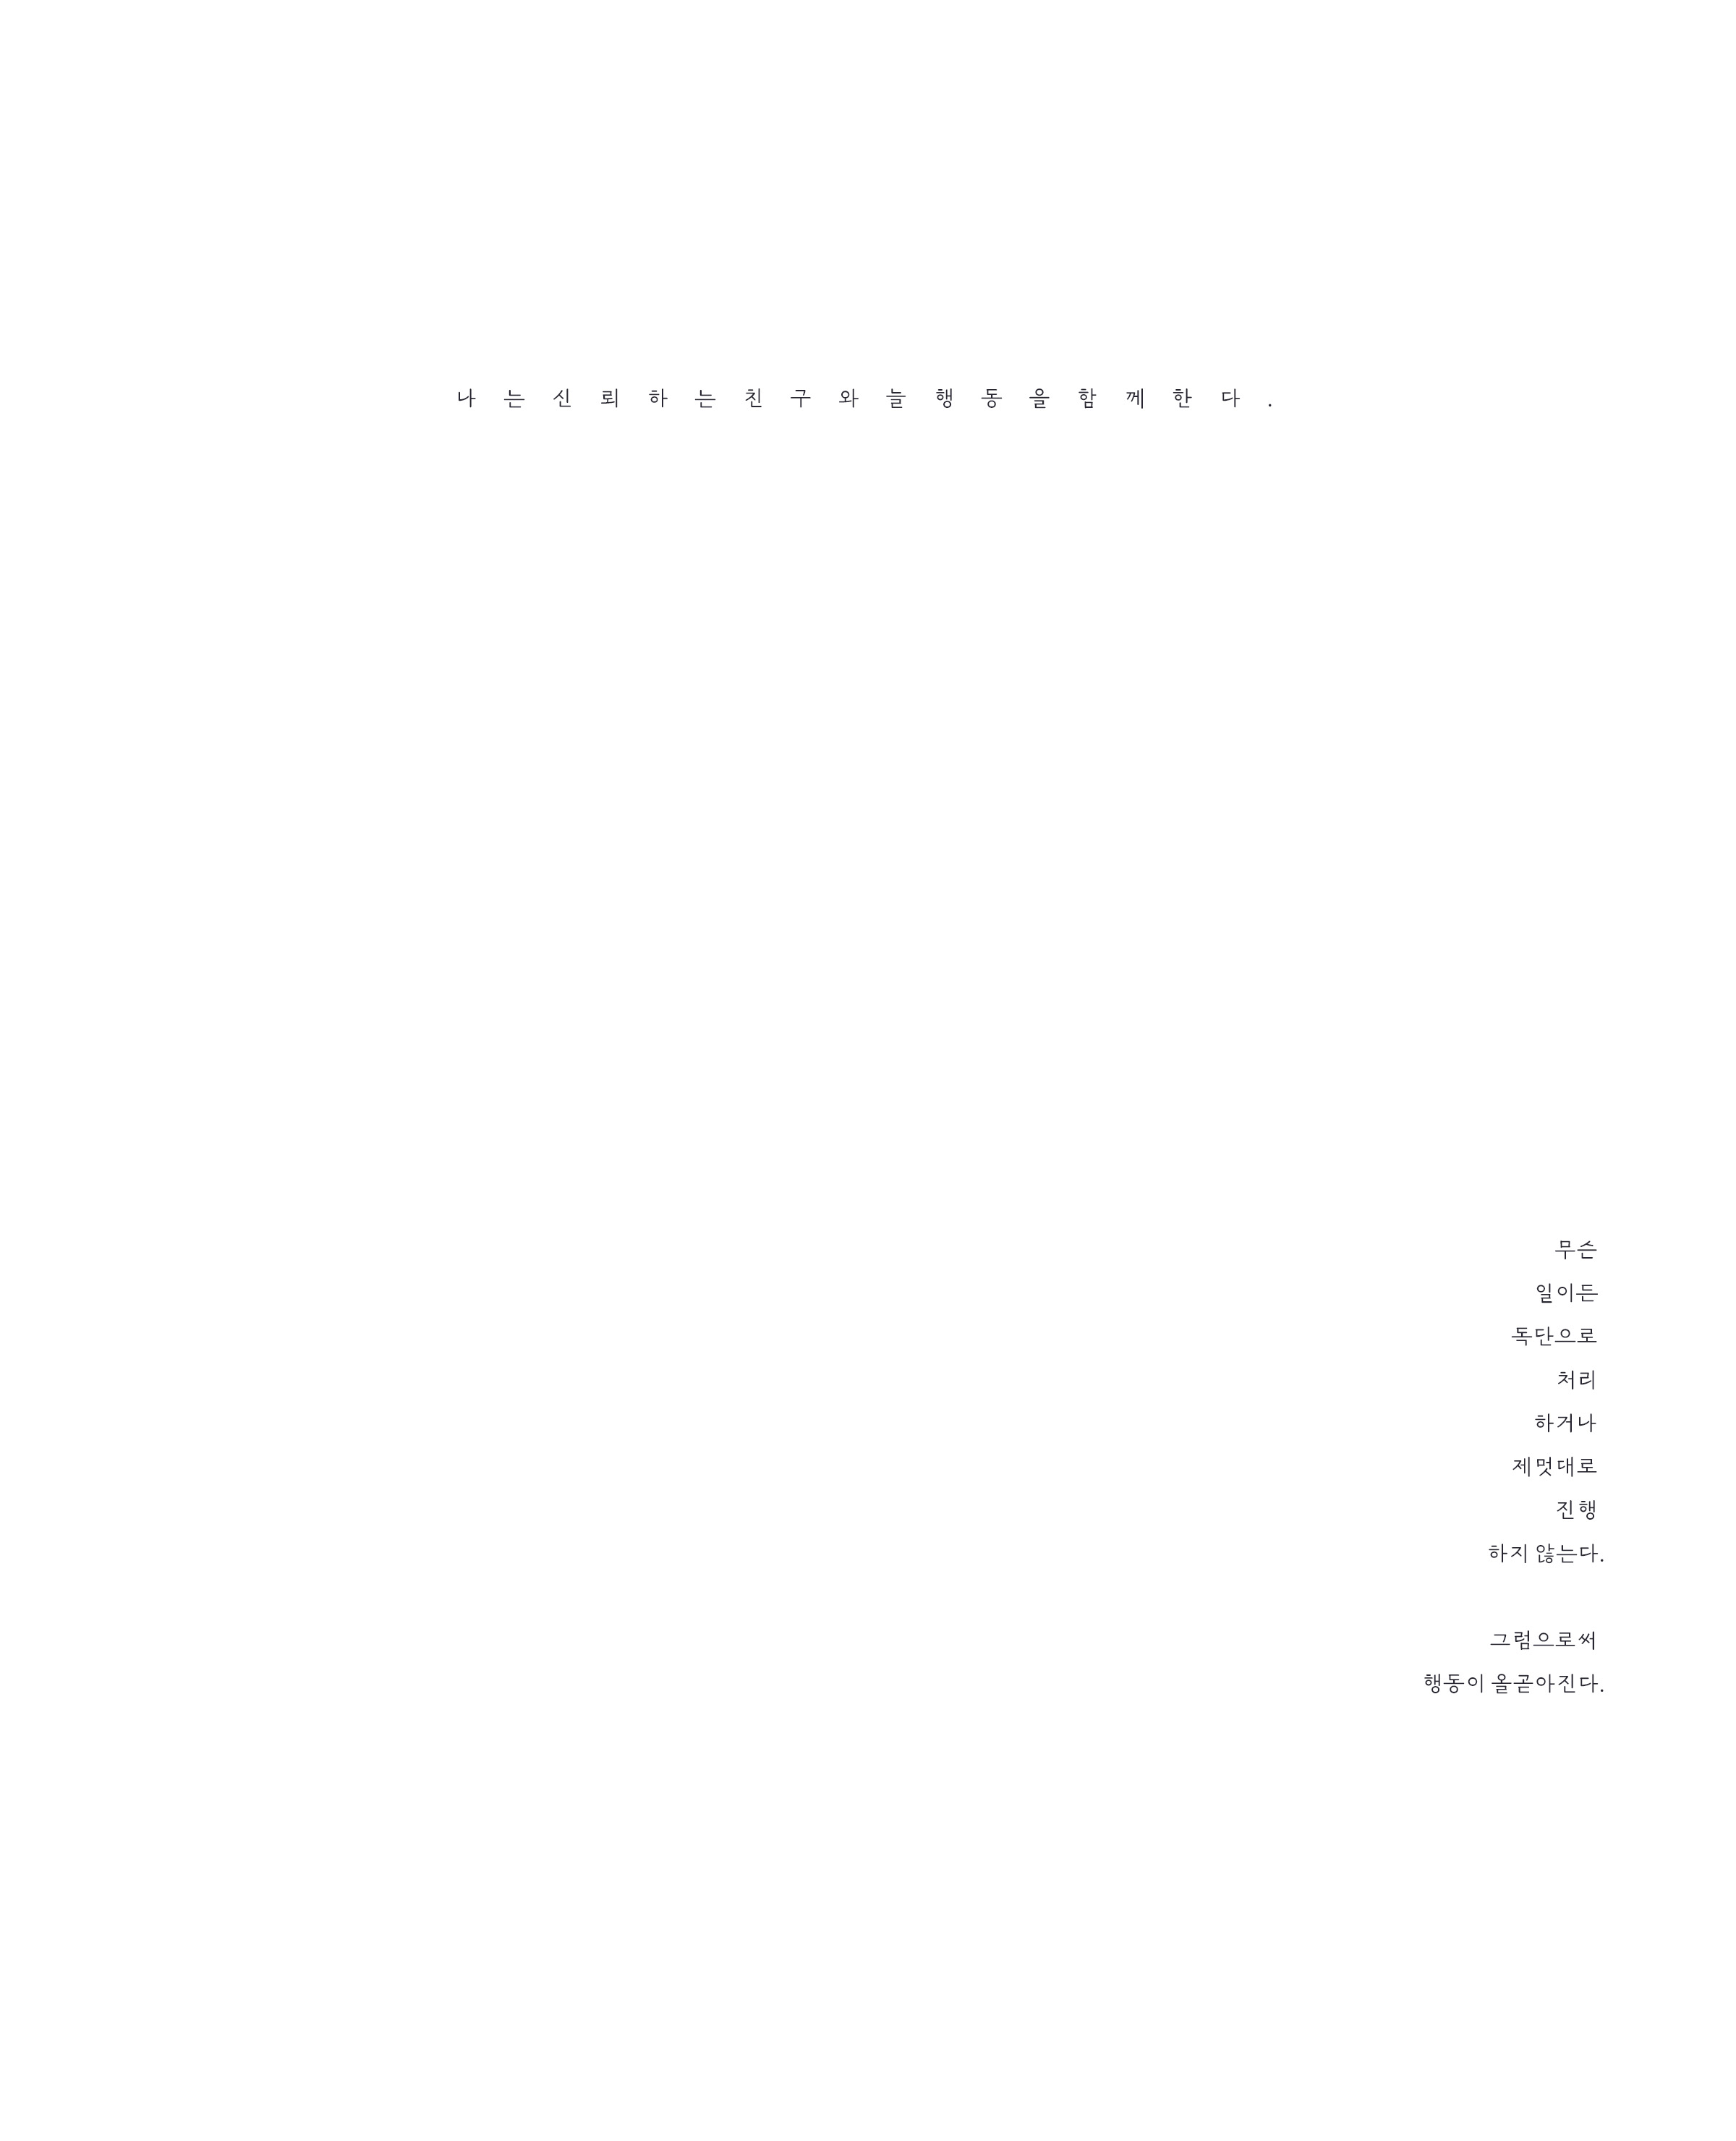 나는신뢰하는친구와늘행동을함께한다.
무슨
일이든
독단으로
처리
하거나
제멋대로
진행
하지 않는다.
그럼으로써
행동이 올곧아진다.